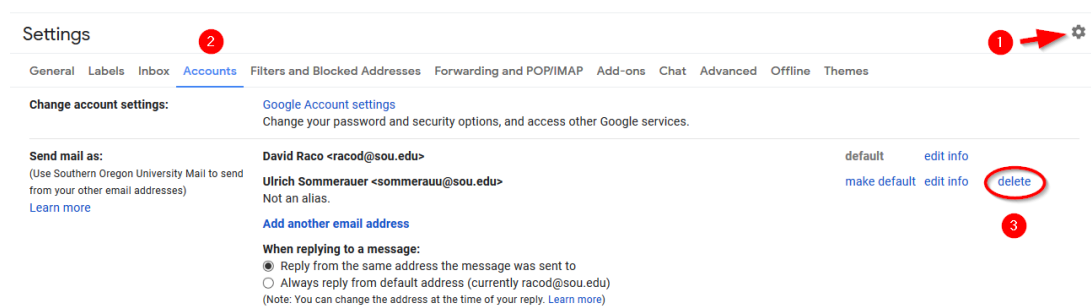 Settings
2
1
General Labels Inbox Accounts Filters and Blocked Addresses Forwarding and POP/IMAP Add-ons Chat Advanced Offline Themes
Change account settings: Google Account settings
Change your password and security options, and access other Google services.
Send mail as: David Raco <racod@sou.edu> default edit info
(Use Southern Oregon University Mail to send
from your other email addresses)
Learn more
Ulrich Sommerauer <sommerauu@sou.edu> make default edit info delete
Not an alias.
3
Add another email address
When replying to a message:
Reply from the same address the message was sent to
Always reply from default address (currently racod@sou.edu)
(Note: You can change the address at the time of your reply. Learn more)